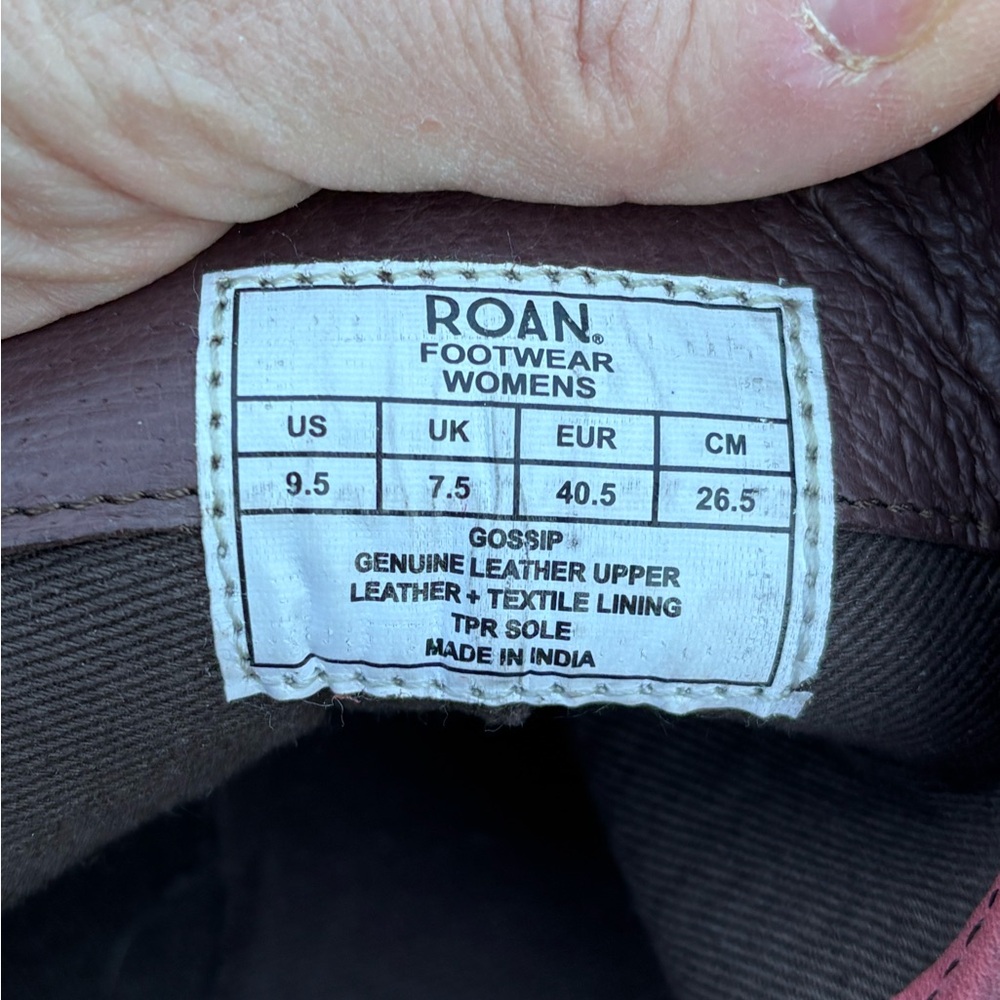 ROAN®
FOOTWEAR
WOMENS
US UK EUR CM
9.5 7.5 40.5 26.5
GOSSIP
GENUINE LEATHER UPPER
LEATHER + TEXTILE LINING
TPR SOLE
MADE IN INDIA